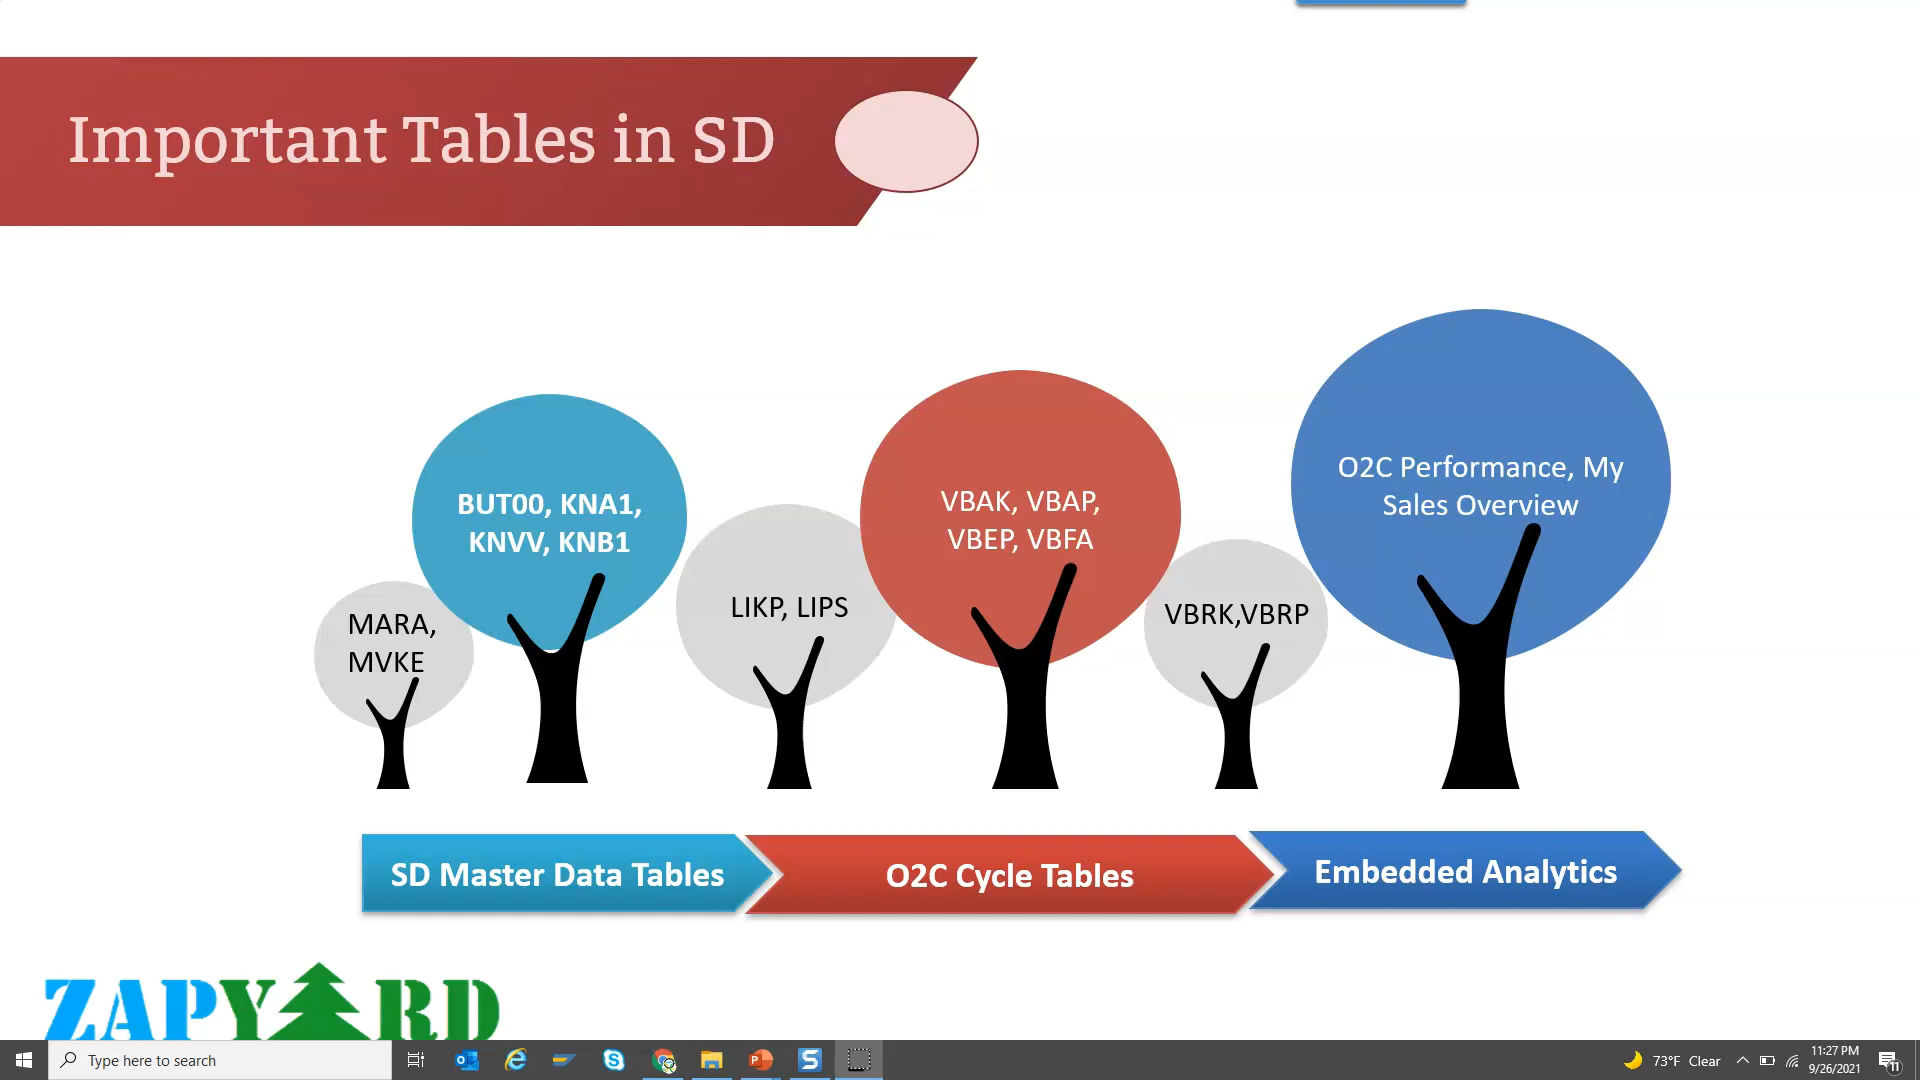 Important Tables in SD
O2C Performance, My
Sales Overview
BUT00, KNA1,
KNVV, KNB1
VBAK, VBAP,
VBEP, VBFA
LIKP, LIPS
VBRK,VBRP
MARA,
MVKE
SD Master Data Tables
O2C Cycle Tables
Embedded Analytics
ZAPYARD
Type here to search
73°F Clear
11:27 PM
9/26/2021
11